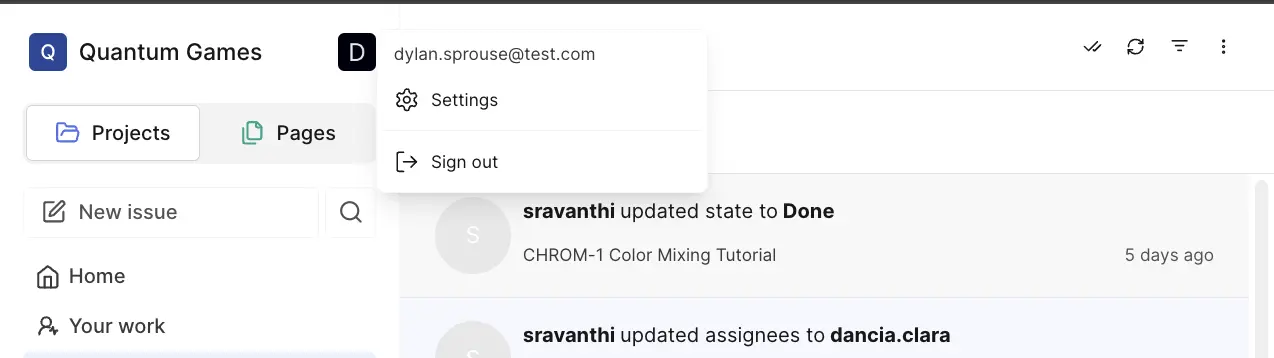 Q Quantum Games D
dylan.sprouse@test.com
Settings
Sign out
Projects Pages
New issue
Home
Your work
S
sravanthi updated state to Done
CHROM-1 Color Mixing Tutorial 5 days ago
S
sravanthi updated assignees to dancia.clara